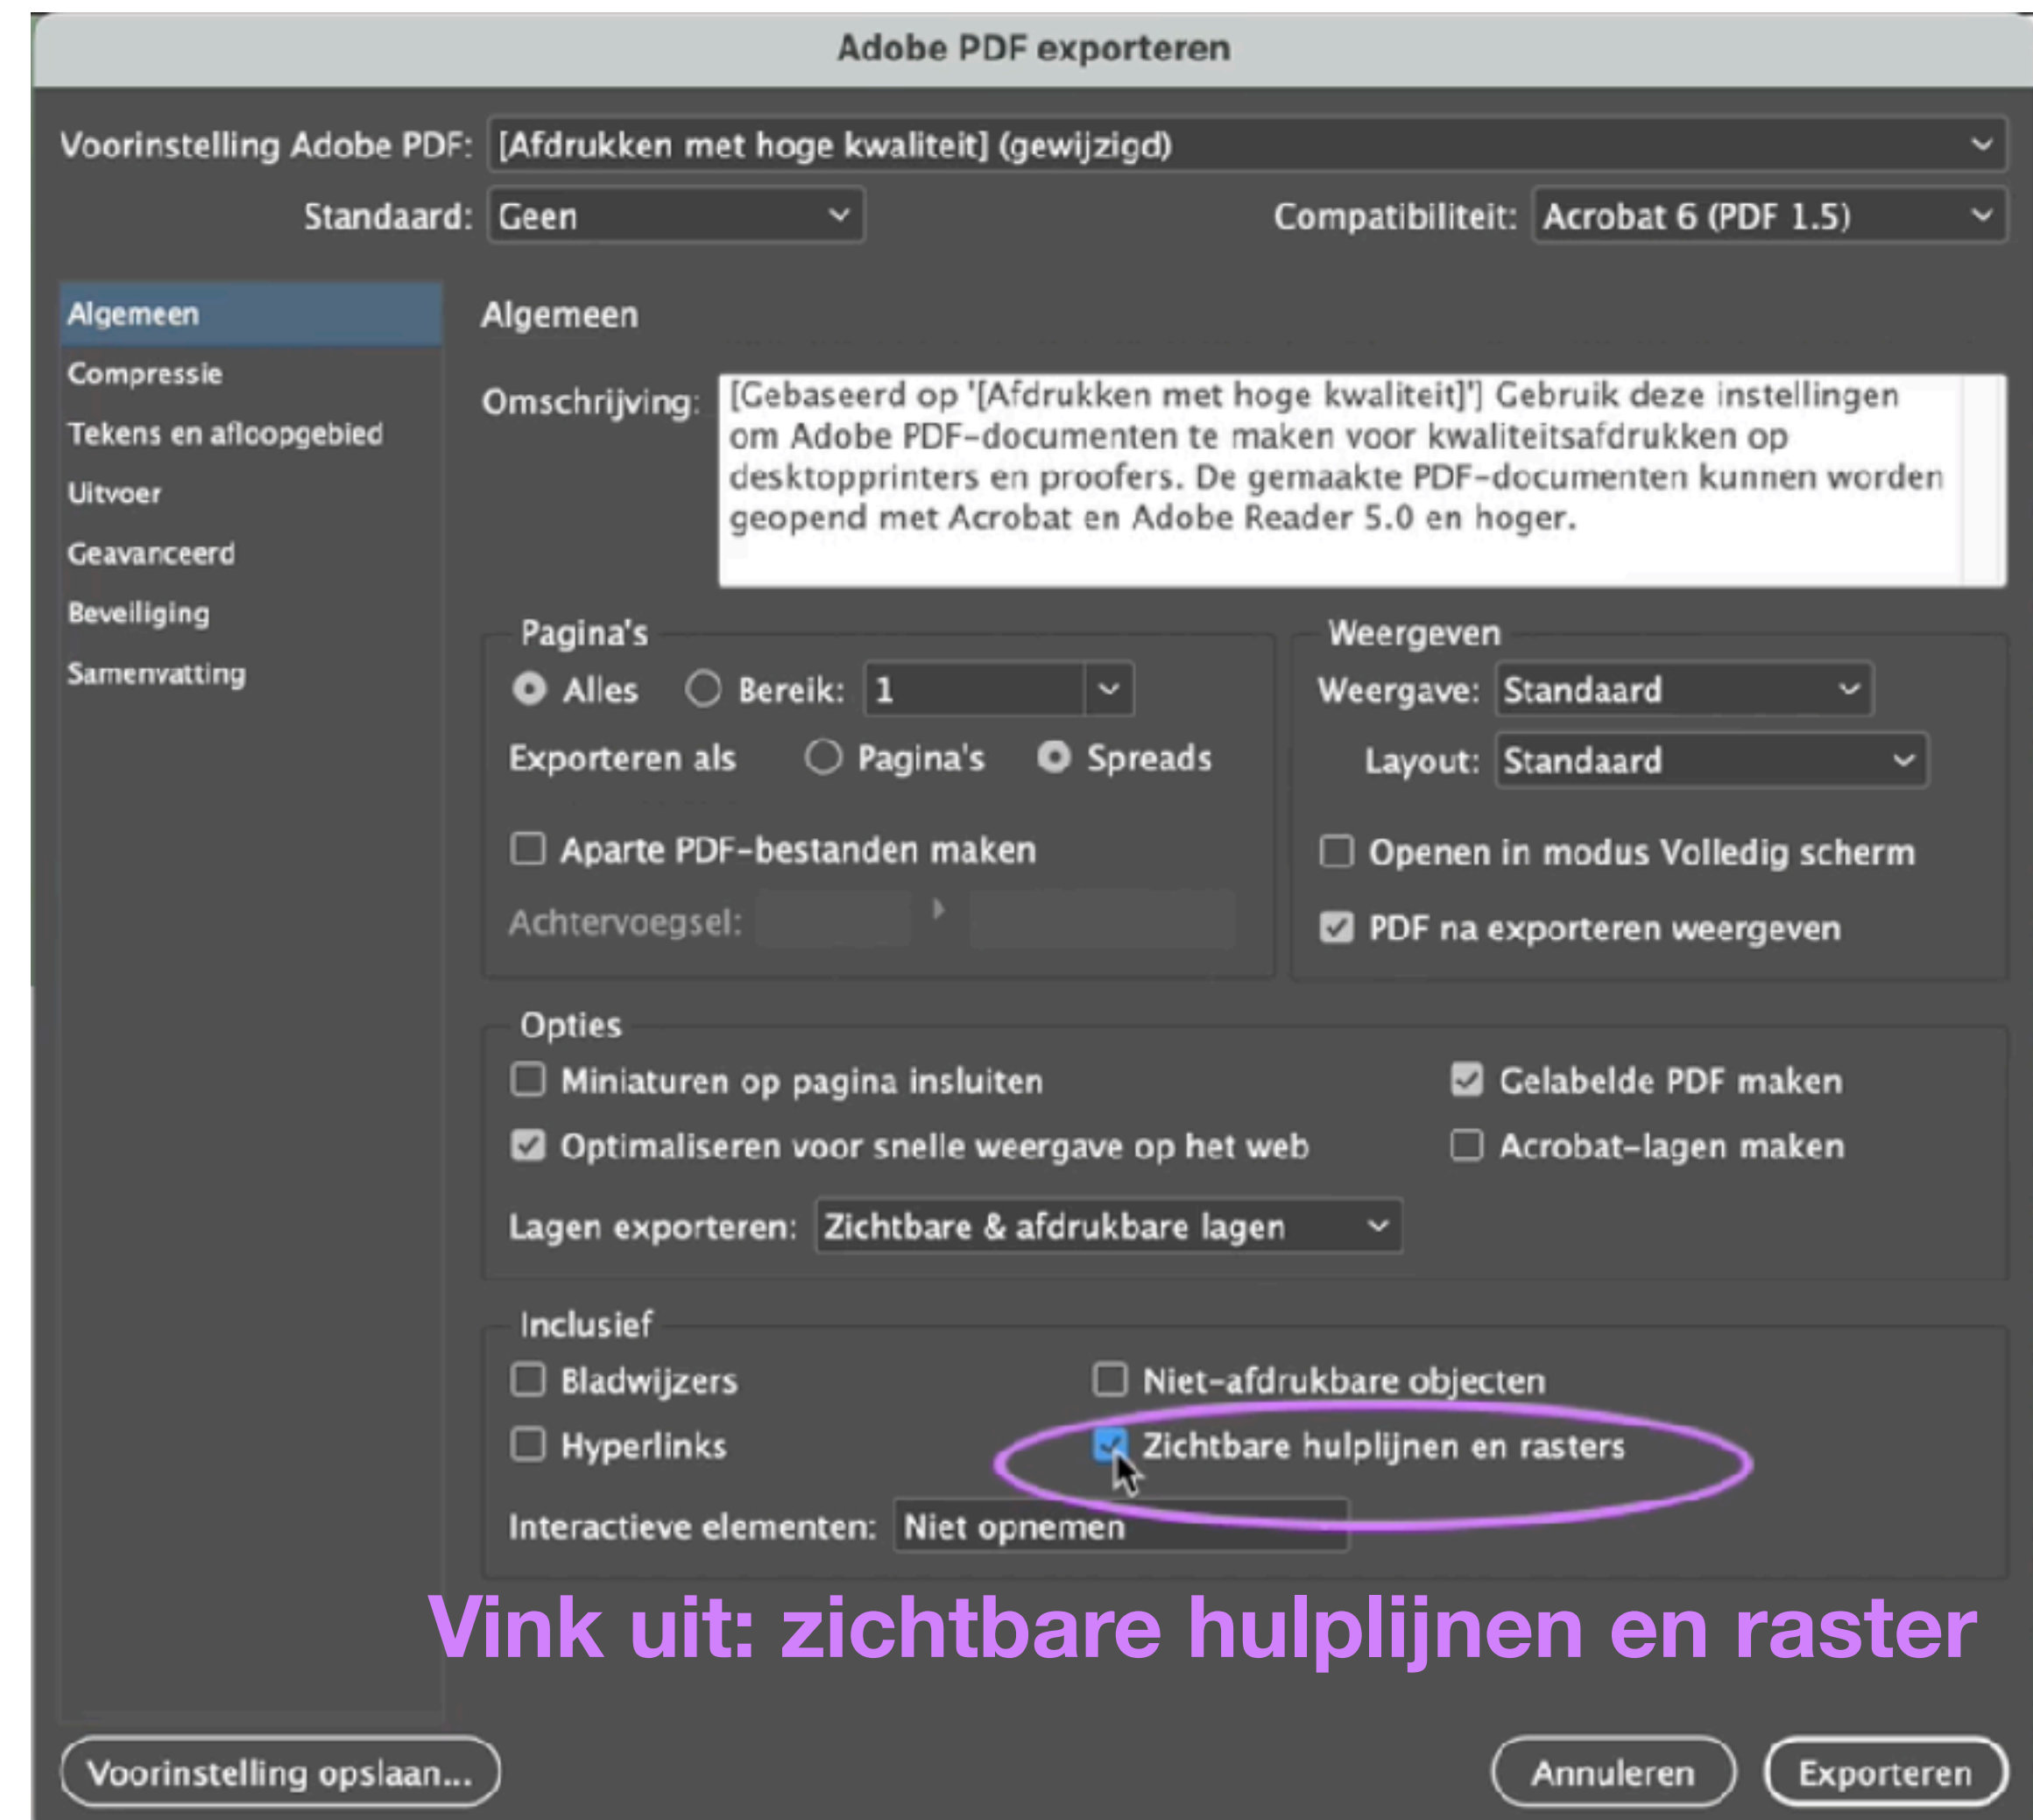 Adobe PDF exporteren
Voorinstelling Adobe PDF: [Afdrukken met hoge kwaliteit] (gewijzigd)
Standaard: Geen Compatibiliteit: Acrobat 6 (PDF 1.5)
Algemeen
Compressie
Tekens en afloopgebied
Uitvoer
Geavanceerd
Beveiliging
Samenvatting
Algemeen
Omschrijving: [Gebaseerd op '[Afdrukken met hoge kwaliteit]'] Gebruik deze instellingen
om Adobe PDF-documenten te maken voor kwaliteitsafdrukken op
desktopprinters en proofers. De gemaakte PDF-documenten kunnen worden
geopend met Acrobat en Adobe Reader 5.0 en hoger.
Pagina's
Alles Bereik: 1
Exporteren als Pagina's Spreads
Aparte PDF-bestanden maken
Achtervoegsel:
Weergeven
Weergave: Standaard
Layout: Standaard
Openen in modus Volledig scherm
PDF na exporteren weergeven
Opties
Miniaturen op pagina insluiten Gelabelde PDF maken
Optimaliseren voor snelle weergave op het web Acrobat-lagen maken
Lagen exporteren: Zichtbare & afdrukbare lagen
Inclusief
Bladwijzers Niet-afdrukbare objecten
Hyperlinks Zichtbare hulplijnen en rasters
Interactieve elementen: Niet opnemen
Vink uit: zichtbare hulplijnen en raster
Voorinstelling opslaan... Annuleren Exporteren